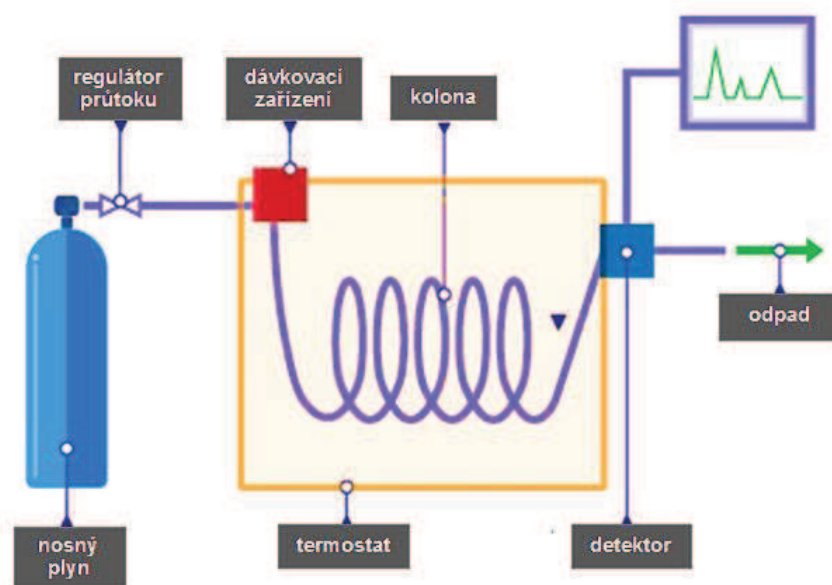 regulátor
průtoku
dávkovací
zařízení
kolona
odpad
nosný
plyn
termostat
detektor